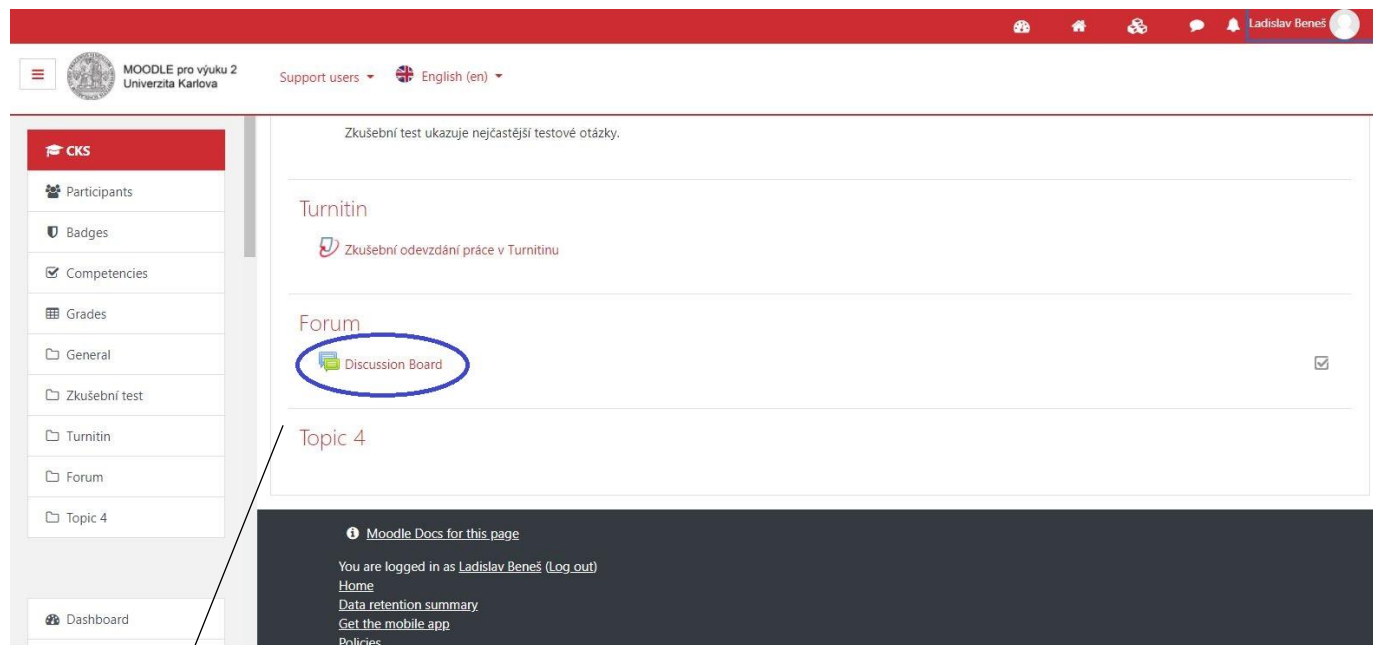 Ladislav Beneš
MOODLE pro výuku 2
Univerzita Karlova
Support users
English (en)
CKS
Participants
Badges
Competencies
Grades
General
Zkušební test
Turnitin
Forum
Topic 4
Dashboard
Zkušební test ukazuje nejčastější testové otázky.
Turnitin
Zkušební odevzdání práce v Turnitinu
Forum
Discussion Board
Topic 4
Moodle Docs for this page
You are logged in as Ladislav Beneš (Log out)
Home
Data retention summary
Get the mobile app
Policies